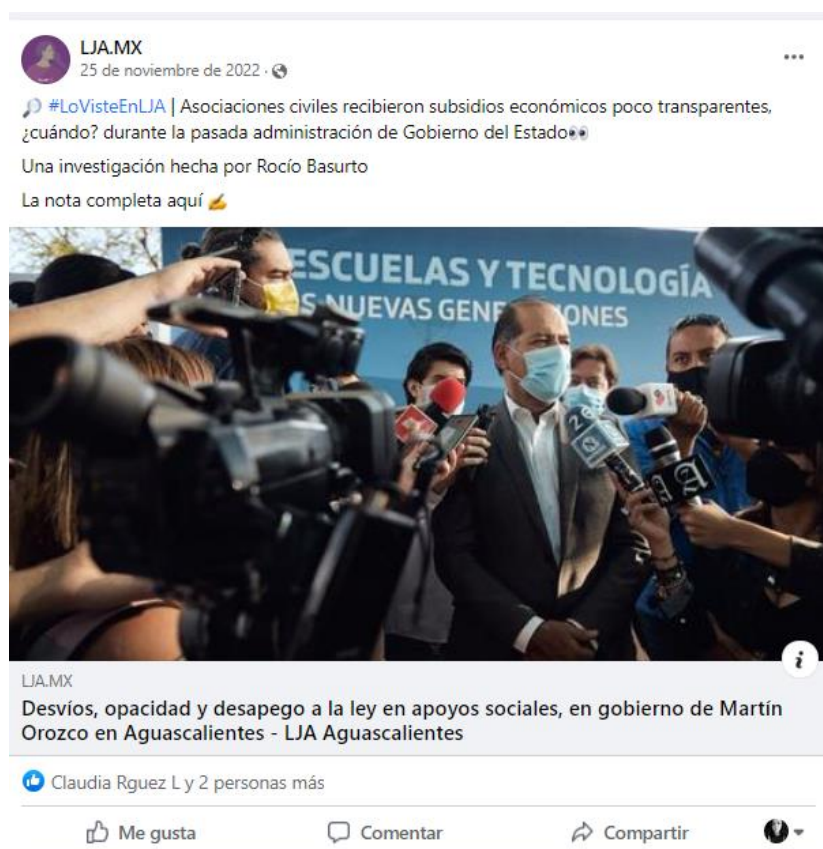 LJA.MX
25 de noviembre de 2022 ·
#LoVisteEnLJA | Asociaciones civiles recibieron subsidios económicos poco transparentes,
¿cuándo? durante la pasada administración de Gobierno del Estado👀
Una investigación hecha por Rocío Basurto
La nota completa aquí ✍
ESCUELAS Y TECNOLOGÍA
NUEVAS GENERACIONES
LJA.MX
Desvíos, opacidad y desapego a la ley en apoyos sociales, en gobierno de Martín
Orozco en Aguascalientes - LJA Aguascalientes
Claudia Rguez L y 2 personas más
Me gusta
Comentar
Compartir